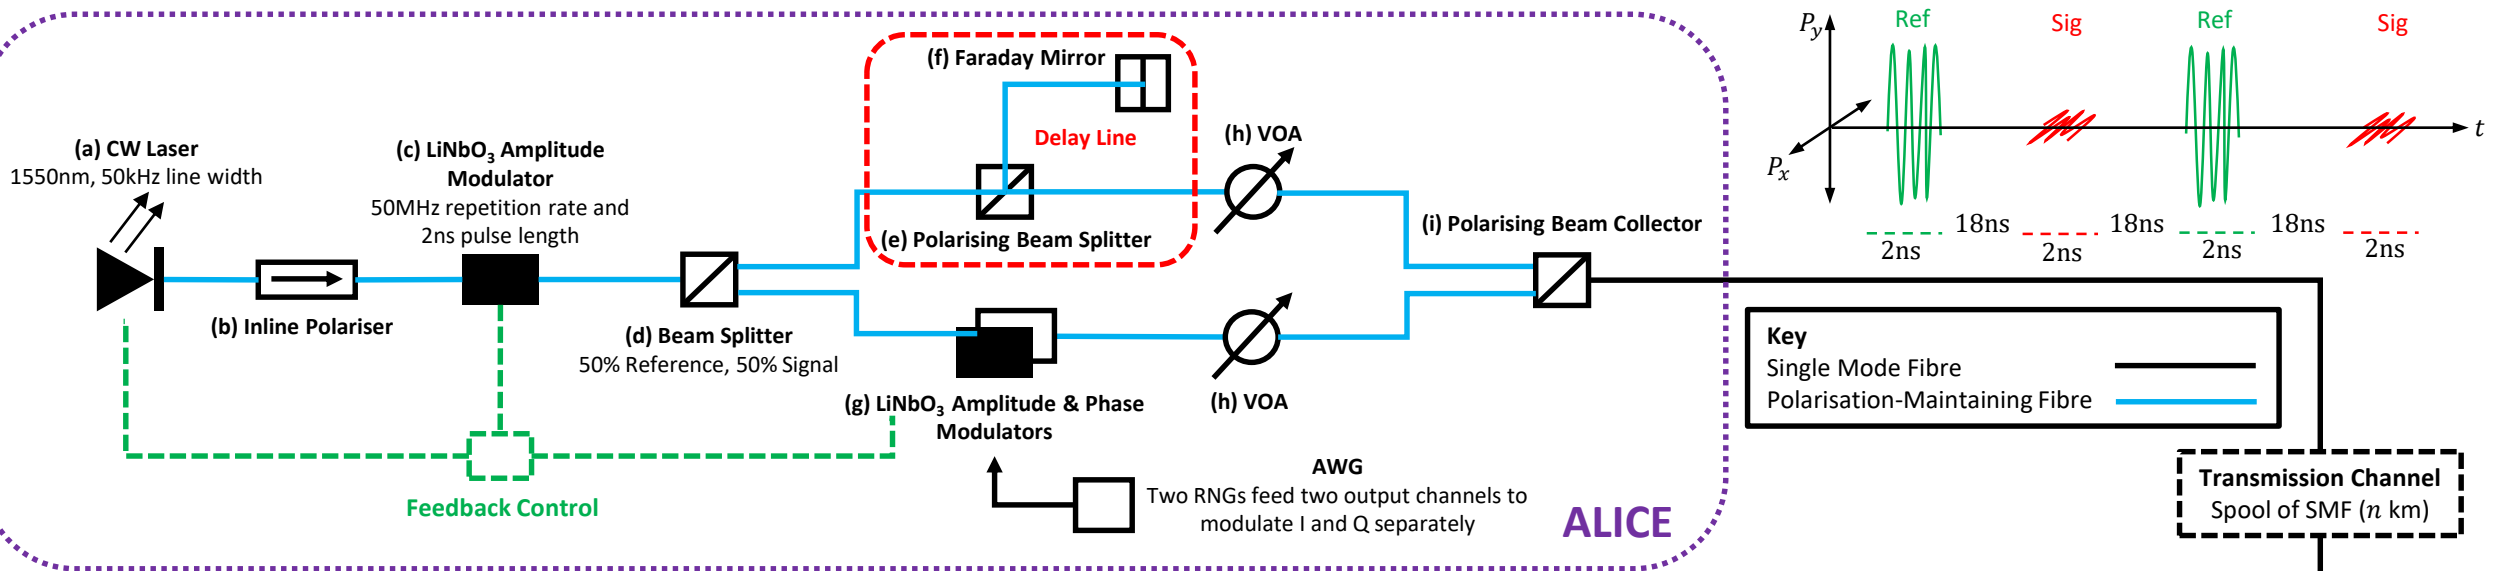 (a) CW Laser
1550nm, 50kHz line width
(b) Inline Polariser
(c) LiNbO₃ Amplitude
Modulator
50MHz repetition rate and
2ns pulse length
(d) Beam Splitter
50% Reference, 50% Signal
(f) Faraday Mirror
Delay Line
(e) Polarising Beam Splitter
(g) LiNbO₃ Amplitude & Phase
Modulators
(h) VOA
(h) VOA
(i) Polarising Beam Collector
Feedback Control
AWG
Two RNGs feed two output channels to
modulate I and Q separately
ALICE
P_y
P_x
t
Ref
Sig
Ref
Sig
2ns
18ns
2ns
18ns
2ns
18ns
2ns
Key
Single Mode Fibre
Polarisation-Maintaining Fibre
Transmission Channel
Spool of SMF (n km)